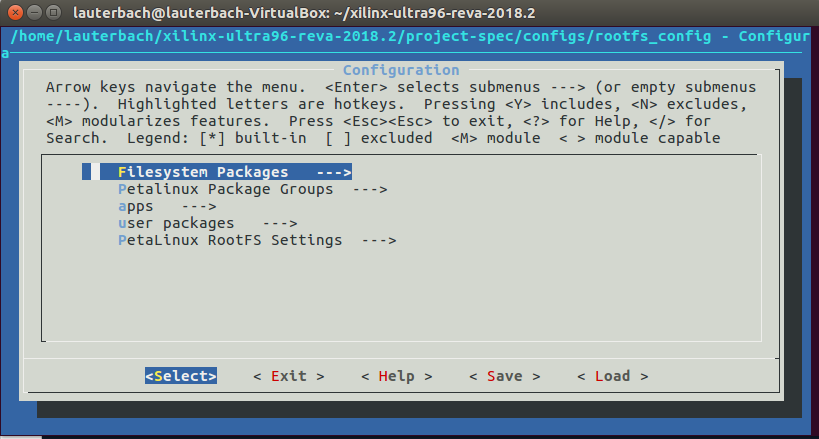 lauterbach@lauterbach-VirtualBox: ~/xilinx-ultra96-reva-2018.2
/home/lauterbach/xilinx-ultra96-reva-2018.2/project-spec/configs/rootfs_config - Configur
a
Configuration
Arrow keys navigate the menu.  <Enter> selects submenus ---> (or empty submenus
----).  Highlighted letters are hotkeys.  Pressing <Y> includes, <N> excludes,
<M> modularizes features.  Press <Esc><Esc> to exit, <?> for Help, </> for
Search.  Legend: [*] built-in  [ ] excluded  <M> module  < > module capable
Filesystem Packages  --->
Petalinux Package Groups  --->
apps  --->
user packages  --->
PetaLinux RootFS Settings  --->
<Select>    < Exit >    < Help >    < Save >    < Load >